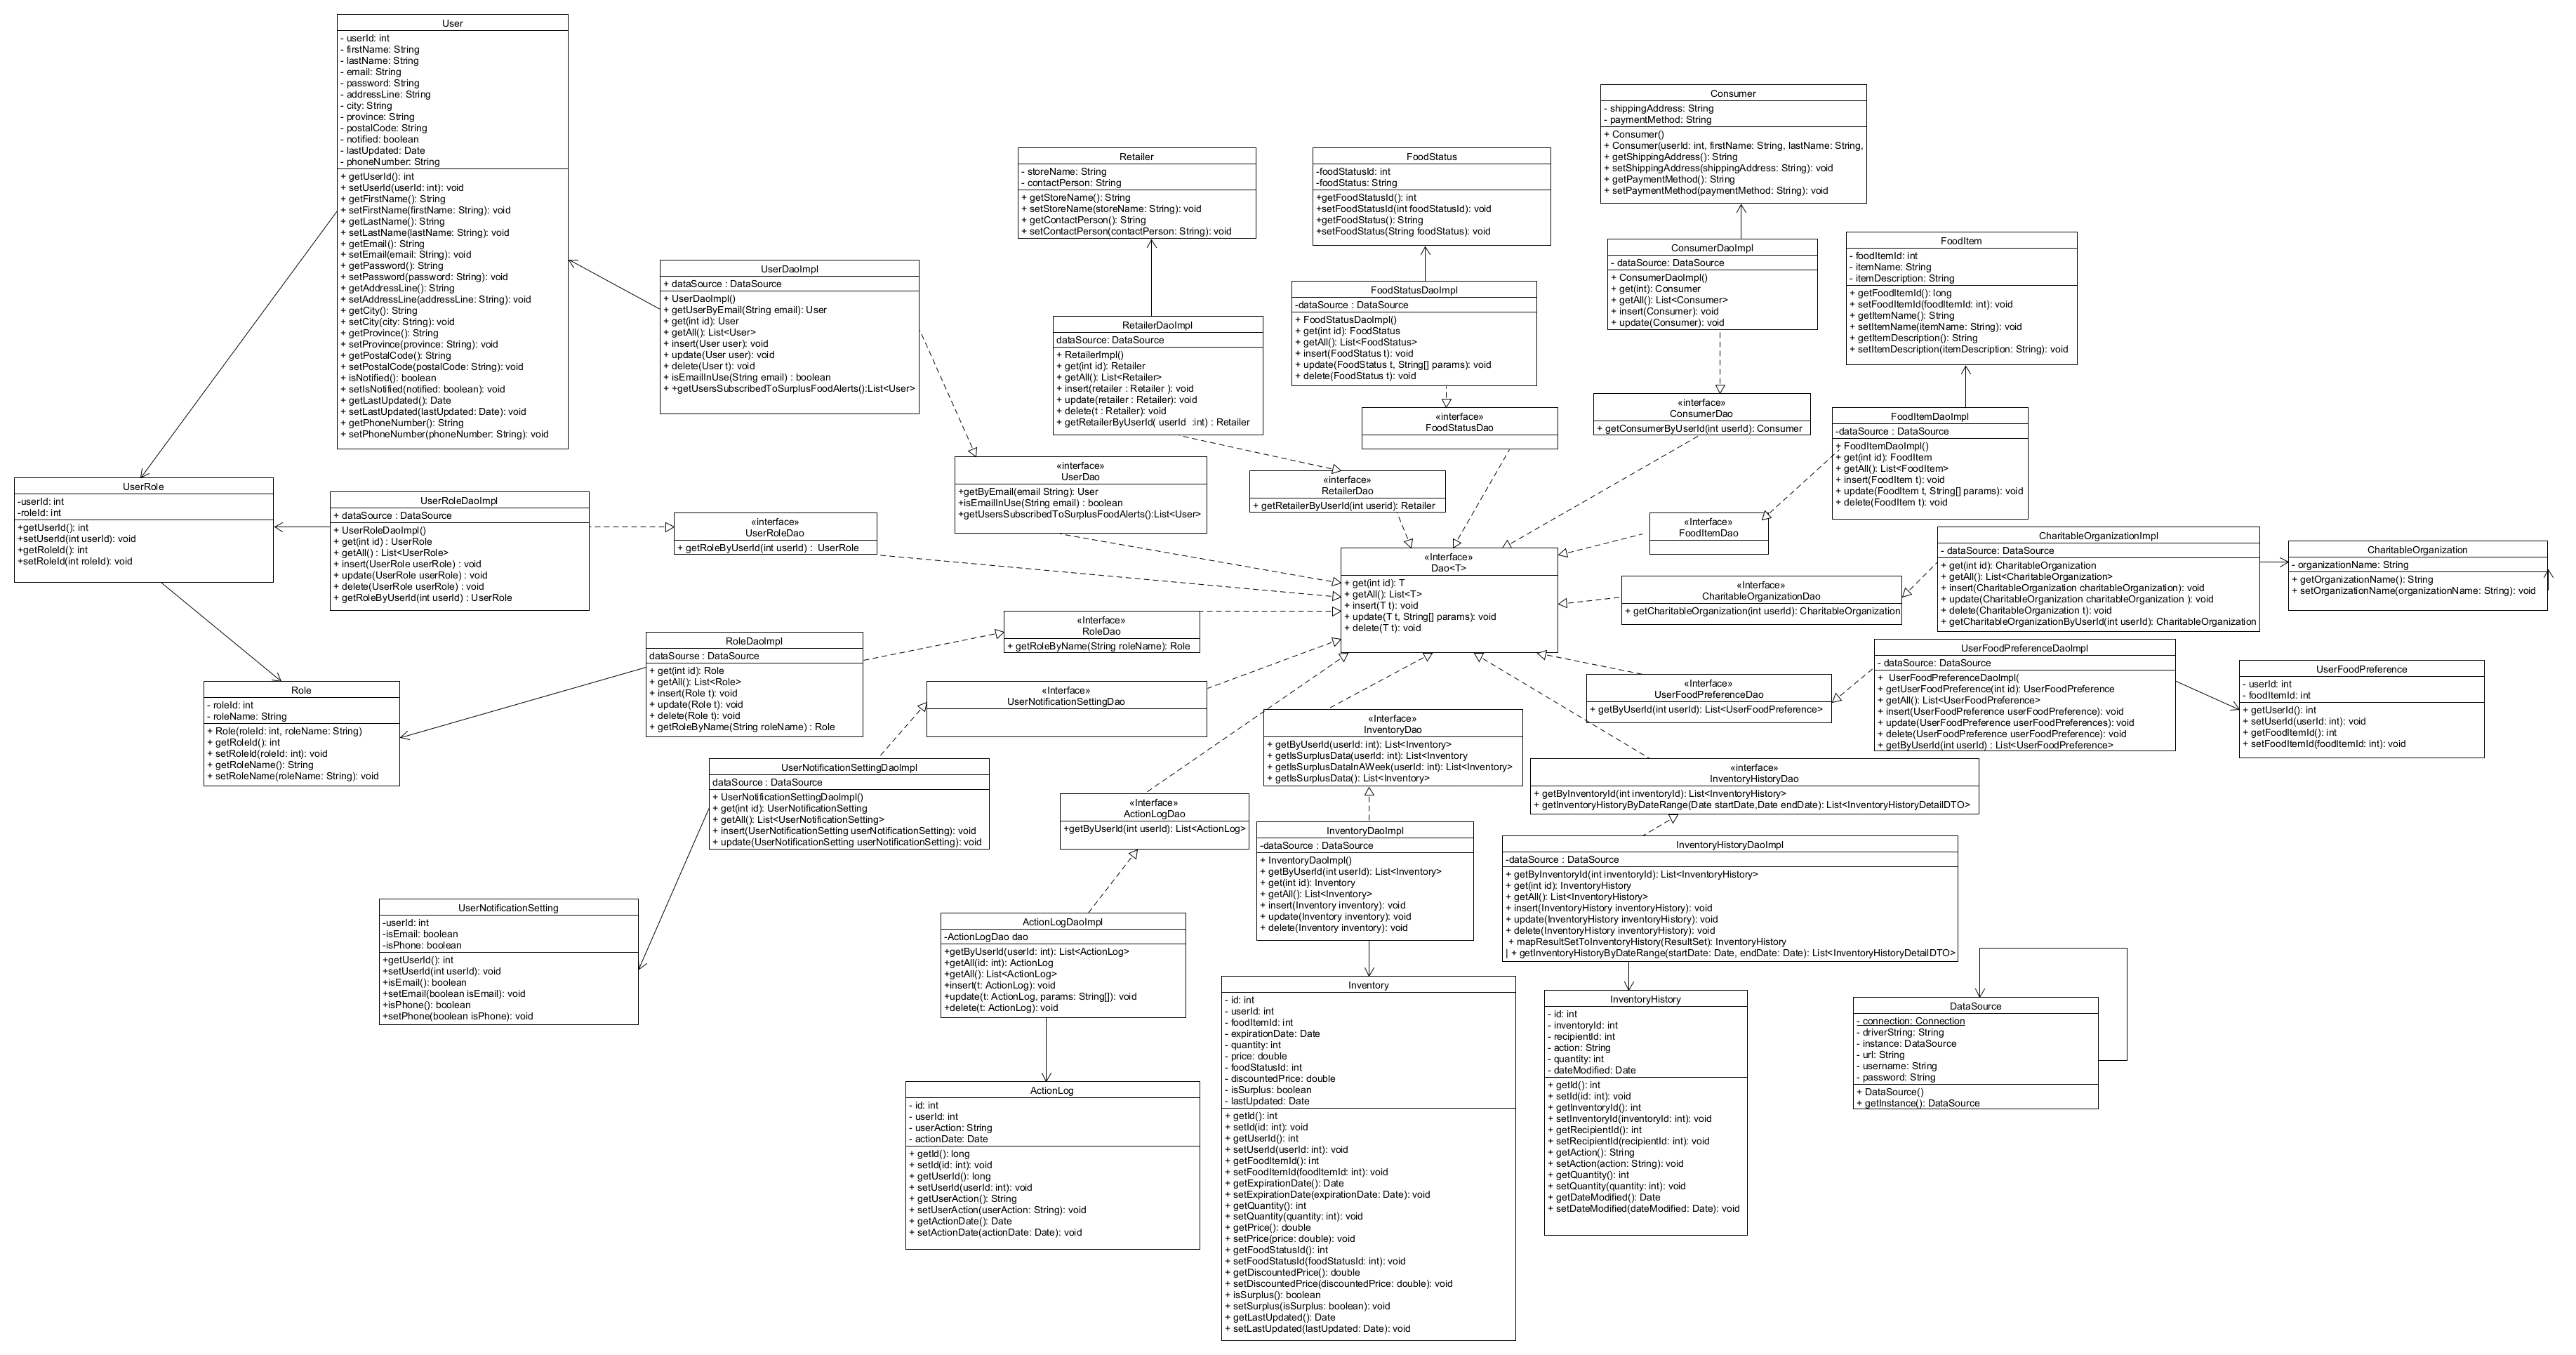 User
- userId: int
- firstName: String
- lastName: String
- email: String
- password: String
- addressLine: String
- city: String
- province: String
- postalCode: String
- notified: boolean
- lastUpdated: Date
- phoneNumber: String
+ getUserId(): int
+ setUserId(userId: int): void
+ getFirstName(): String
+ setFirstName(firstName: String): void
+ getLastName(): String
+ setLastName(lastName: String): void
+ getEmail(): String
+ setEmail(email: String): void
+ getPassword(): String
+ setPassword(password: String): void
+ getAddressLine(): String
+ setAddressLine(addressLine: String): void
+ getCity(): String
+ setCity(city: String): void
+ getProvince(): String
+ setProvince(province: String): void
+ getPostalCode(): String
+ setPostalCode(postalCode: String): void
+ isNotified(): boolean
+ setIsNotified(notified: boolean): void
+ getLastUpdated(): Date
+ setLastUpdated(lastUpdated: Date): void
+ getPhoneNumber(): String
+ setPhoneNumber(phoneNumber: String): void
UserDaoImpl
+ dataSource : DataSource
+ UserDaoImpl()
+ getUserByEmail(String email): User
+ get(int id): User
+ getAll(): List<User>
+ insert(User user): void
+ update(User user): void
+ delete(User t): void
+ isEmailInUse(String email) : boolean
+ +getUsersSubscribedToSurplusFoodAlerts():List<User>
Retailer
- storeName: String
- contactPerson: String
+ getStoreName(): String
+ setStoreName(storeName: String): void
+ getContactPerson(): String
+ setContactPerson(contactPerson: String): void
RetailerDaoImpl
dataSource: DataSource
+ RetailerImpl()
+ get(int id): Retailer
+ getAll(): List<Retailer>
+ insert(retailer : Retailer ): void
+ update(retailer : Retailer): void
+ delete(t : Retailer): void
+ getRetailerByUserId( userId :int) : Retailer
FoodStatus
-foodStatusId: int
-foodStatus: String
+getFoodStatusId(): int
+setFoodStatusId(int foodStatusId): void
+getFoodStatus(): String
+setFoodStatus(String foodStatus): void
FoodStatusDaoImpl
-dataSource : DataSource
+ FoodStatusDaoImpl()
+ get(int id): FoodStatus
+ getAll(): List<FoodStatus>
+ insert(FoodStatus t): void
+ update(FoodStatus t, String[] params): void
+ delete(FoodStatus t): void
«interface»
FoodStatusDao
Consumer
- shippingAddress: String
- paymentMethod: String
+ Consumer()
+ Consumer(userId: int, firstName: String, lastName: String,
+ getShippingAddress(): String
+ setShippingAddress(shippingAddress: String): void
+ getPaymentMethod(): String
+ setPaymentMethod(paymentMethod: String): void
ConsumerDaoImpl
- dataSource: DataSource
+ ConsumerDaoImpl()
+ get(int): Consumer
+ getAll(): List<Consumer>
+ insert(Consumer): void
+ update(Consumer): void
«interface»
ConsumerDao
+ getConsumerByUserId(int userId): Consumer
FoodItem
- foodItemId: int
- itemName: String
- itemDescription: String
+ getFoodItemId(): long
+ setFoodItemId(foodItemId: int): void
+ getItemName(): String
+ setItemName(itemName: String): void
+ getItemDescription(): String
+ setItemDescription(itemDescription: String): void
FoodItemDaoImpl
-dataSource : DataSource
+ FoodItemDaoImpl()
+ get(int id): FoodItem
+ getAll(): List<FoodItem>
+ insert(FoodItem t): void
+ update(FoodItem t, String[] params): void
+ delete(FoodItem t): void
UserRole
-userId: int
-roleId: int
+getUserId(): int
+setUserId(int userId): void
+getRoleId(): int
+setRoleId(int roleId): void
UserRoleDaoImpl
+ dataSource : DataSource
+ UserRoleDaoImpl()
+ get(int id) : UserRole
+ getAll() : List<UserRole>
+ insert(UserRole userRole) : void
+ update(UserRole userRole) : void
+ delete(UserRole userRole) : void
+ getRoleByUserId(int userId) : UserRole
«interface»
UserRoleDao
+ getRoleByUserId(int userId) : UserRole
«interface»
UserDao
+getByEmail(email String): User
+isEmailInUse(String email) : boolean
+getUsersSubscribedToSurplusFoodAlerts():List<User>
«interface»
RetailerDao
+ getRetailerByUserId(int userid): Retailer
«Interface»
FoodItemDao
«Interface»
Dao<T>
+ get(int id): T
+ getAll(): List<T>
+ insert(T t): void
+ update(T t, String[] params): void
+ delete(T t): void
«Interface»
CharitableOrganizationDao
+ getCharitableOrganization(int userId): CharitableOrganization
CharitableOrganizationImpl
- dataSource: DataSource
+ get(int id): CharitableOrganization
+ getAll(): List<CharitableOrganization>
+ insert(CharitableOrganization charitableOrganization): void
+ update(CharitableOrganization charitableOrganization ): void
+ delete(CharitableOrganization t): void
+ getCharitableOrganizationByUserId(int userId): CharitableOrganization
CharitableOrganization
- organizationName: String
+ getOrganizationName(): String
+ setOrganizationName(organizationName: String): void
Role
- roleId: int
- roleName: String
+ Role(roleId: int, roleName: String)
+ getRoleId(): int
+ setRoleId(roleId: int): void
+ getRoleName(): String
+ setRoleName(roleName: String): void
RoleDaoImpl
dataSourse : DataSource
+ get(int id): Role
+ getAll(): List<Role>
+ insert(Role t): void
+ update(Role t): void
+ delete(Role t): void
+ getRoleByName(String roleName) : Role
«Interface»
RoleDao
+ getRoleByName(String roleName): Role
«Interface»
UserNotificationSettingDao
«Interface»
UserFoodPreferenceDao
+ getByUserId(int userId): List<UserFoodPreference>
UserFoodPreferenceDaoImpl
- dataSource: DataSource
+ UserFoodPreferenceDaoImpl(
+ getUserFoodPreference(int id): UserFoodPreference
+ getAll(): List<UserFoodPreference>
+ insert(UserFoodPreference userFoodPreference): void
+ update(UserFoodPreference userFoodPreferences): void
+ delete(UserFoodPreference userFoodPreference): void
+ getByUserId(int userId) : List<UserFoodPreference>
UserFoodPreference
- userId: int
- foodItemId: int
+ getUserId(): int
+ setUserId(userId: int): void
+ getFoodItemId(): int
+ setFoodItemId(foodItemId: int): void
UserNotificationSettingDaoImpl
dataSource : DataSource
+ UserNotificationSettingDaoImpl()
+ get(int id): UserNotificationSetting
+ getAll(): List<UserNotificationSetting>
+ insert(UserNotificationSetting userNotificationSetting): void
+ update(UserNotificationSetting userNotificationSetting): void
«Interface»
ActionLogDao
+getByUserId(int userId): List<ActionLog>
«Interface»
InventoryDao
+ getByUserId(userId: int): List<Inventory>
+ getIsSurplusData(userId: int): List<Inventory
+ getIsSurplusDataInAWeek(userId: int): List<Inventory>
+ getIsSurplusData(): List<Inventory>
«interface»
InventoryHistoryDao
+ getByInventoryId(int inventoryId): List<InventoryHistory>
+ getInventoryHistoryByDateRange(Date startDate,Date endDate): List<InventoryHistoryDetailDTO>
UserNotificationSetting
-userId: int
-isEmail: boolean
-isPhone: boolean
+getUserId(): int
+setUserId(int userId): void
+isEmail(): boolean
+setEmail(boolean isEmail): void
+isPhone(): boolean
+setPhone(boolean isPhone): void
ActionLogDaoImpl
-ActionLogDao dao
+getByUserId(userId: int): List<ActionLog>
+getAll(id: int): ActionLog
+getAll(): List<ActionLog>
+insert(t: ActionLog): void
+update(t: ActionLog, params: String[]): void
+delete(t: ActionLog): void
InventoryDaoImpl
-dataSource : DataSource
+ InventoryDaoImpl()
+ getByUserId(int userId): List<Inventory>
+ get(int id): Inventory
+ getAll(): List<Inventory>
+ insert(Inventory inventory): void
+ update(Inventory inventory): void
+ delete(Inventory inventory): void
InventoryHistoryDaoImpl
-dataSource : DataSource
+ getByInventoryId(int inventoryId): List<InventoryHistory>
+ get(int id): InventoryHistory
+ getAll(): List<InventoryHistory>
+ insert(InventoryHistory inventoryHistory): void
+ update(InventoryHistory inventoryHistory): void
+ delete(InventoryHistory inventoryHistory): void
+ mapResultSetToInventoryHistory(ResultSet): InventoryHistory
| + getInventoryHistoryByDateRange(startDate: Date, endDate: Date): List<InventoryHistoryDetailDTO>
ActionLog
- id: int
- userId: int
- userAction: String
- actionDate: Date
+ getId(): long
+ setId(id: int): void
+ getUserId(): long
+ setUserId(userId: int): void
+ getUserAction(): String
+ setUserAction(userAction: String): void
+ getActionDate(): Date
+ setActionDate(actionDate: Date): void
Inventory
- id: int
- userId: int
- foodItemId: int
- expirationDate: Date
- quantity: int
- price: double
- foodStatusId: int
- discountedPrice: double
- isSurplus: boolean
- lastUpdated: Date
+ getId(): int
+ setId(id: int): void
+ getUserId(): int
+ setUserId(userId: int): void
+ getFoodItemId(): int
+ setFoodItemId(foodItemId: int): void
+ getExpirationDate(): Date
+ setExpirationDate(expirationDate: Date): void
+ getQuantity(): int
+ setQuantity(quantity: int): void
+ getPrice(): double
+ setPrice(price: double): void
+ getFoodStatusId(): int
+ setFoodStatusId(foodStatusId: int): void
+ getDiscountedPrice(): double
+ setDiscountedPrice(discountedPrice: double): void
+ isSurplus(): boolean
+ setSurplus(isSurplus: boolean): void
+ getLastUpdated(): Date
+ setLastUpdated(lastUpdated: Date): void
InventoryHistory
- id: int
- inventoryId: int
- recipientId: int
- action: String
- quantity: int
- dateModified: Date
+ getId(): int
+ setId(id: int): void
+ getInventoryId(): int
+ setInventoryId(inventoryId: int): void
+ getRecipientId(): int
+ setRecipientId(recipientId: int): void
+ getAction(): String
+ setAction(action: String): void
+ getQuantity(): int
+ setQuantity(quantity: int): void
+ getDateModified(): Date
+ setDateModified(dateModified: Date): void
DataSource
- connection: Connection
- driverString: String
- instance: DataSource
- url: String
- username: String
- password: String
+ DataSource()
+ getInstance(): DataSource